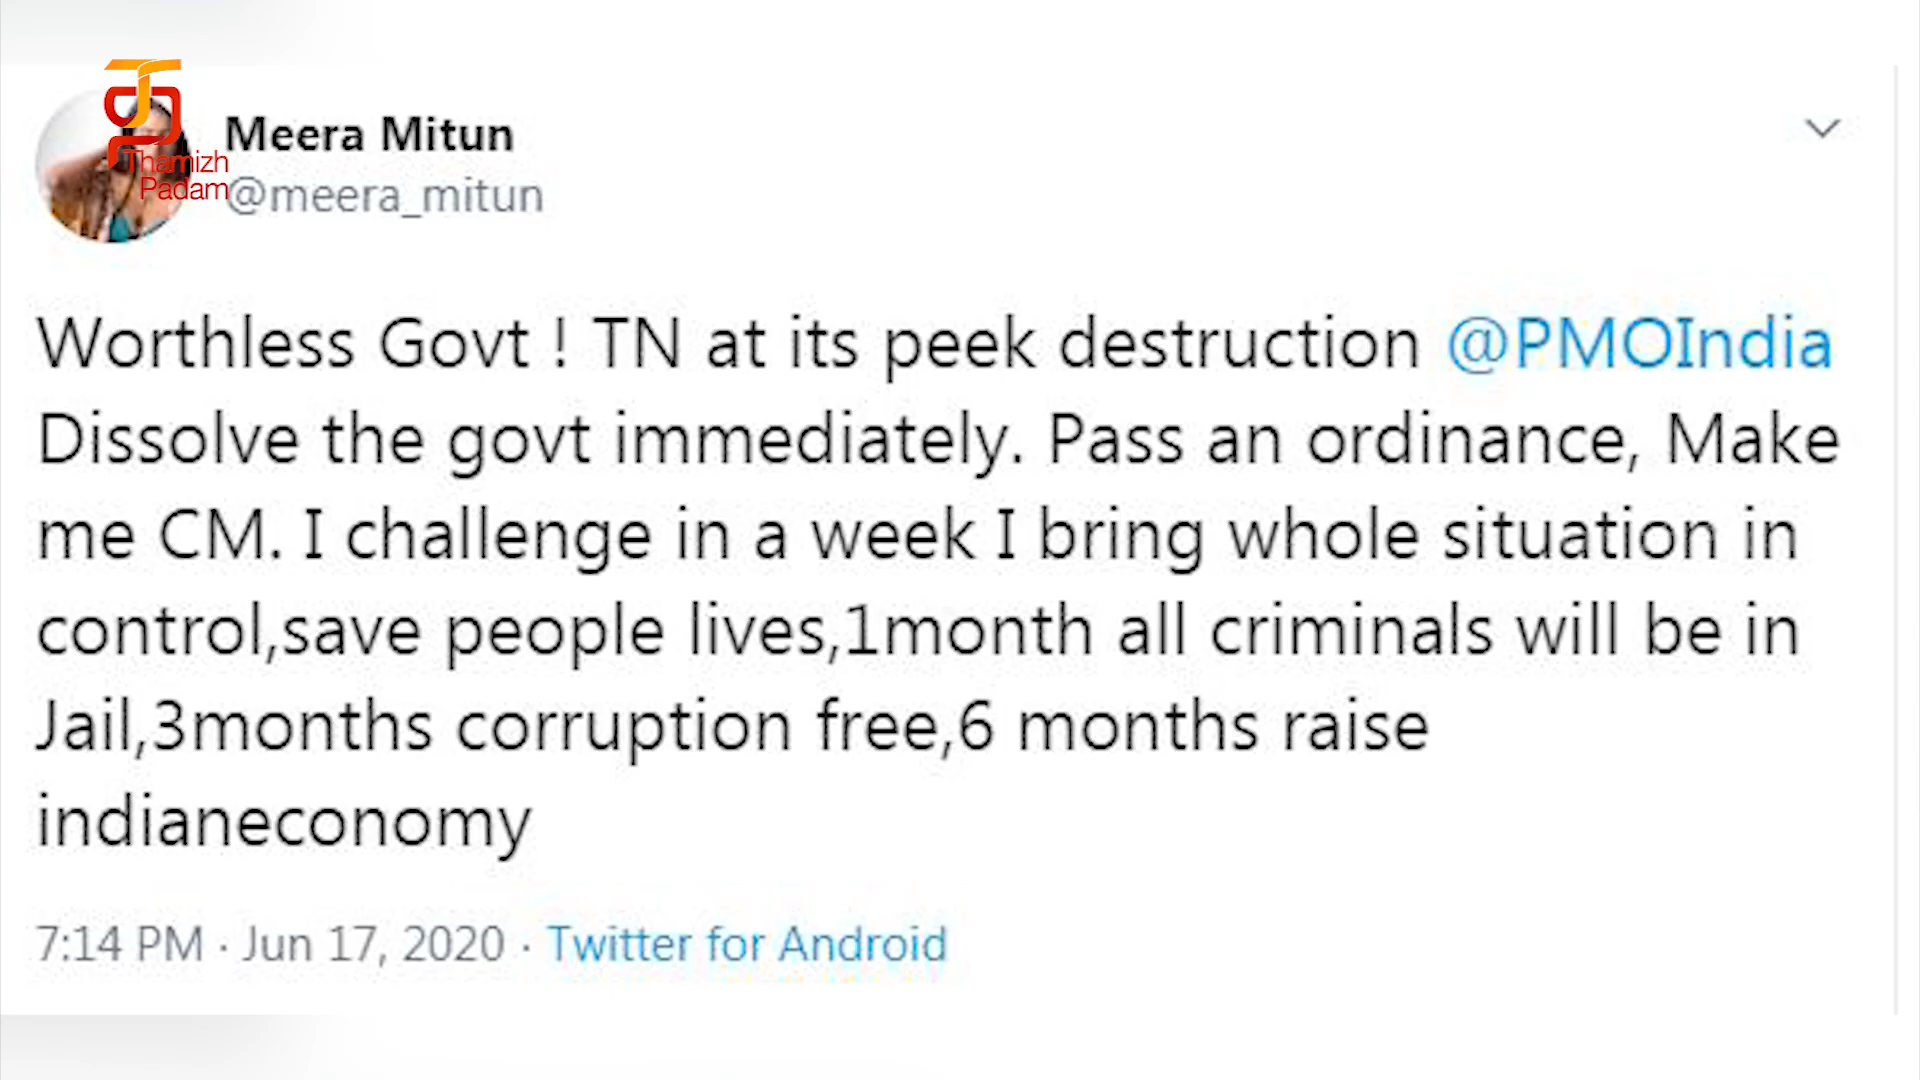 Thamizh
Padam
Meera Mitun
@meera_mitun
Worthless Govt ! TN at its peek destruction @PMOIndia
Dissolve the govt immediately. Pass an ordinance, Make
me CM. I challenge in a week I bring whole situation in
control,save people lives,1month all criminals will be in
Jail,3months corruption free,6 months raise
indianeconomy
7:14 PM · Jun 17, 2020 · Twitter for Android